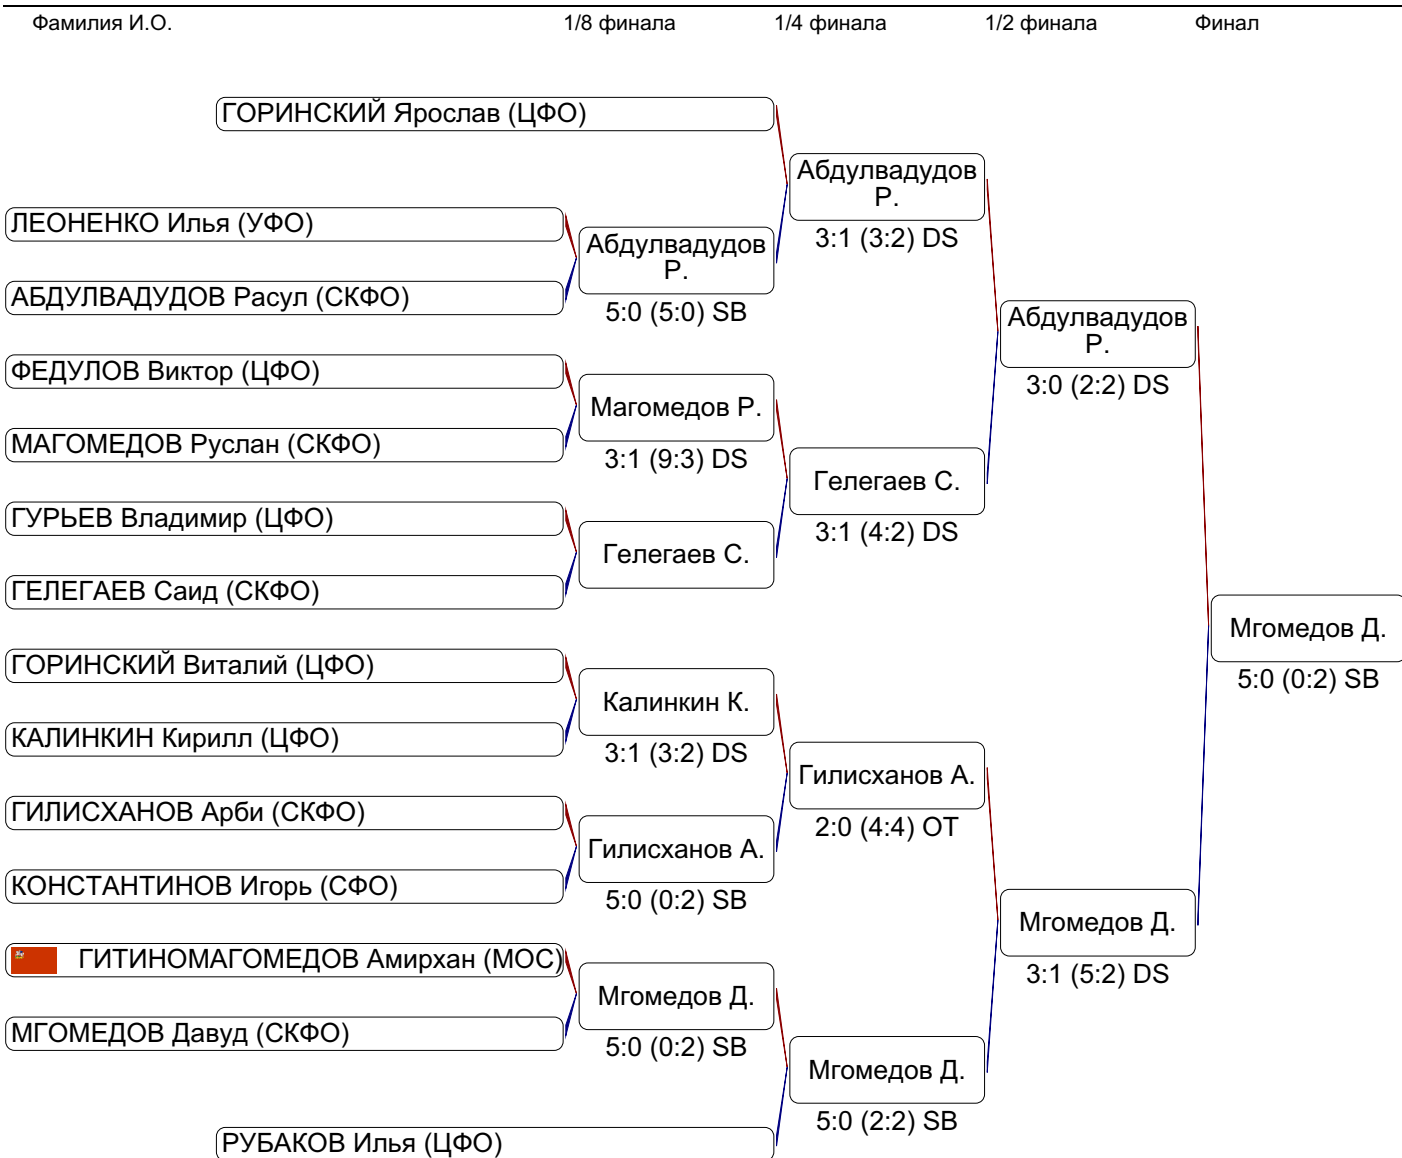 Фамилия И.О.
1/8 финала
1/4 финала
1/2 финала
Финал
ГОРИНСКИЙ Ярослав (ЦФО)
Абдулвадудов
Р.
3:1 (3:2) DS
ЛЕОНЕНКО Илья (УФО)
Абдулвадудов
Р.
5:0 (5:0) SB
АБДУЛВАДУДОВ Расул (СКФО)
Абдулвадудов
Р.
3:0 (2:2) DS
ФЕДУЛОВ Виктор (ЦФО)
Магомедов Р.
3:1 (9:3) DS
МАГОМЕДОВ Руслан (СКФО)
Гелегаев С.
3:1 (4:2) DS
ГУРЬЕВ Владимир (ЦФО)
Гелегаев С.
ГЕЛЕГАЕВ Саид (СКФО)
Мгомедов Д.
5:0 (0:2) SB
ГОРИНСКИЙ Виталий (ЦФО)
Калинкин К.
3:1 (3:2) DS
КАЛИНКИН Кирилл (ЦФО)
Гилисханов А.
2:0 (4:4) OT
ГИЛИСХАНОВ Арби (СКФО)
Гилисханов А.
5:0 (0:2) SB
КОНСТАНТИНОВ Игорь (СФО)
Мгомедов Д.
3:1 (5:2) DS
ГИТИНОМАГОМЕДОВ Амирхан (МОС)
Мгомедов Д.
5:0 (0:2) SB
МГОМЕДОВ Давуд (СКФО)
Мгомедов Д.
5:0 (2:2) SB
РУБАКОВ Илья (ЦФО)